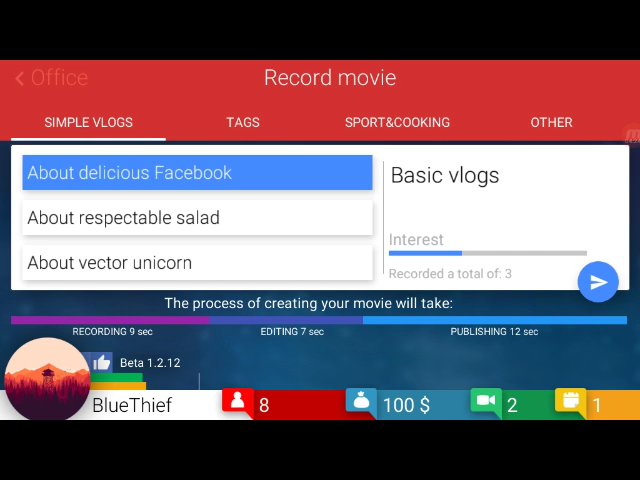 Office
Record movie
SIMPLE VLOGS
TAGS
SPORT&COOKING
OTHER
About delicious Facebook
About respectable salad
About vector unicorn
Basic vlogs
Interest
Recorded a total of: 3
The process of creating your movie will take:
RECORDING 9 sec
EDITING 7 sec
PUBLISHING 12 sec
Beta 1.2.12
BlueThief
8
100 $
2
1